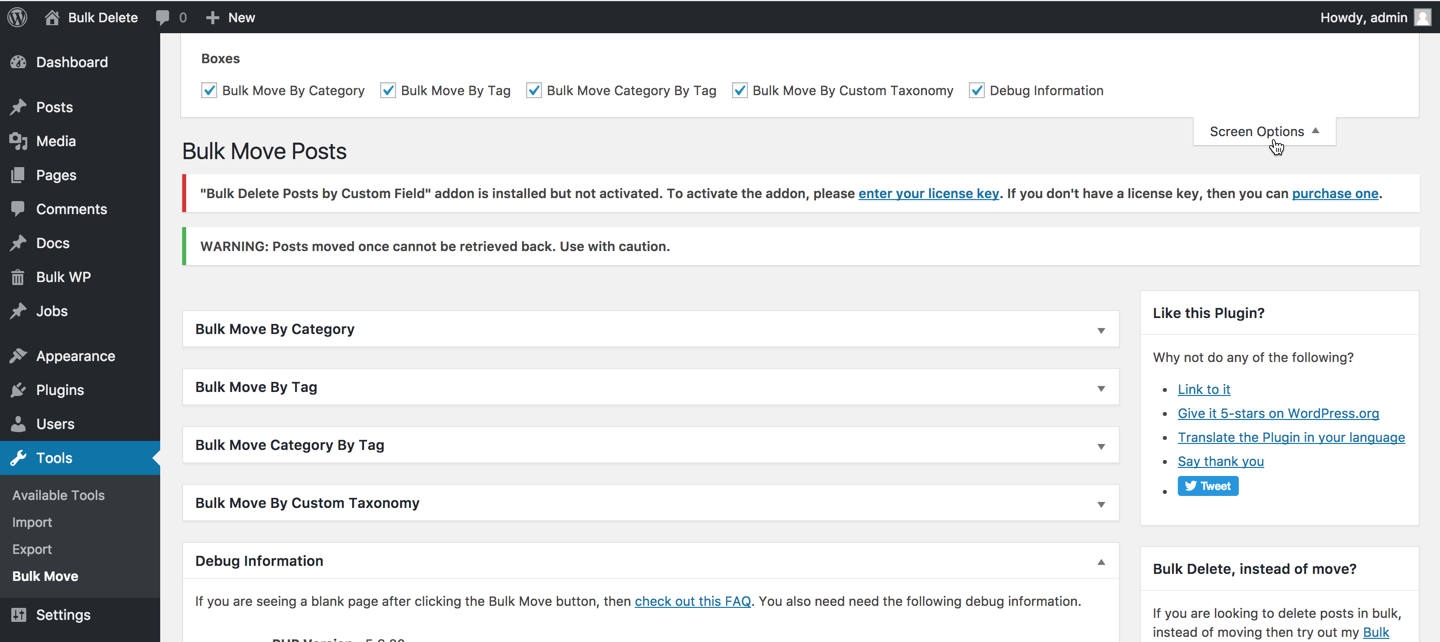 Bulk Delete 0 New Howdy, admin
Dashboard
Posts
Media
Pages
Comments
Docs
Bulk WP
Jobs
Appearance
Plugins
Users
Tools
Available Tools
Import
Export
Bulk Move
Settings
Boxes
Bulk Move By Category Bulk Move By Tag Bulk Move Category By Tag Bulk Move By Custom Taxonomy Debug Information
Screen Options
Bulk Move Posts
"Bulk Delete Posts by Custom Field" addon is installed but not activated. To activate the addon, please enter your license key. If you don't have a license key, then you can purchase one.
WARNING: Posts moved once cannot be retrieved back. Use with caution.
Bulk Move By Category
Bulk Move By Tag
Bulk Move Category By Tag
Bulk Move By Custom Taxonomy
Debug Information
If you are seeing a blank page after clicking the Bulk Move button, then check out this FAQ. You also need need the following debug information.
Like this Plugin?
Why not do any of the following?
Link to it
Give it 5-stars on WordPress.org
Translate the Plugin in your language
Say thank you
Tweet
Bulk Delete, instead of move?
If you are looking to delete posts in bulk,
instead of moving then try out my Bulk